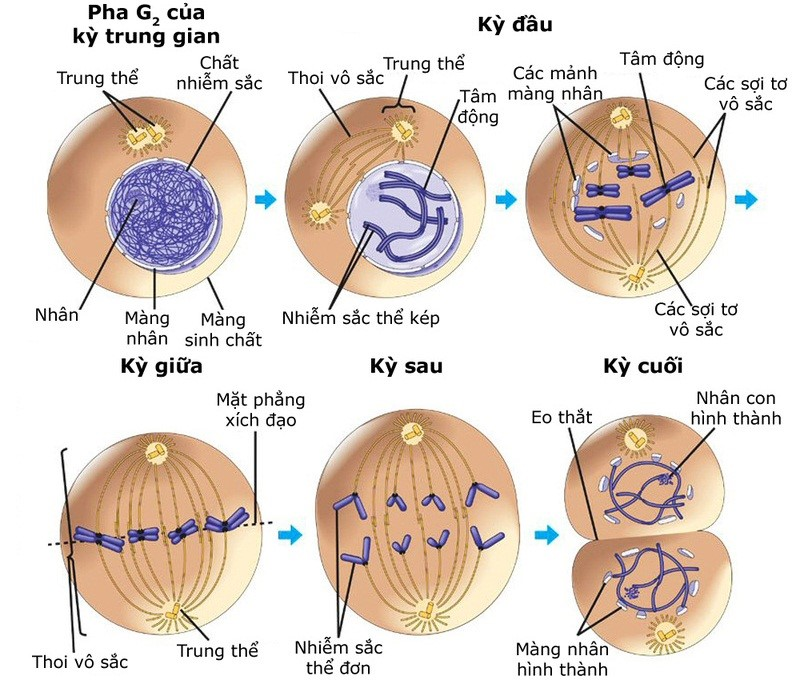 Pha G₂ của
kỳ trung gian
Kỳ đầu
Trung thể
Chất
nhiễm sắc
Thoi vô sắc
Trung thể
Tâm
động
Các mảnh
màng nhân
Tâm động
Các sợi tơ
vô sắc
Nhân
Màng
nhân
Màng
sinh chất
Nhiễm sắc thể kép
Các sợi tơ
vô sắc
Kỳ giữa
Kỳ sau
Kỳ cuối
Mặt phẳng
xích đạo
Eo thắt
Nhân con
hình thành
Thoi vô sắc
Trung thể
Nhiễm sắc
thể đơn
Màng nhân
hình thành